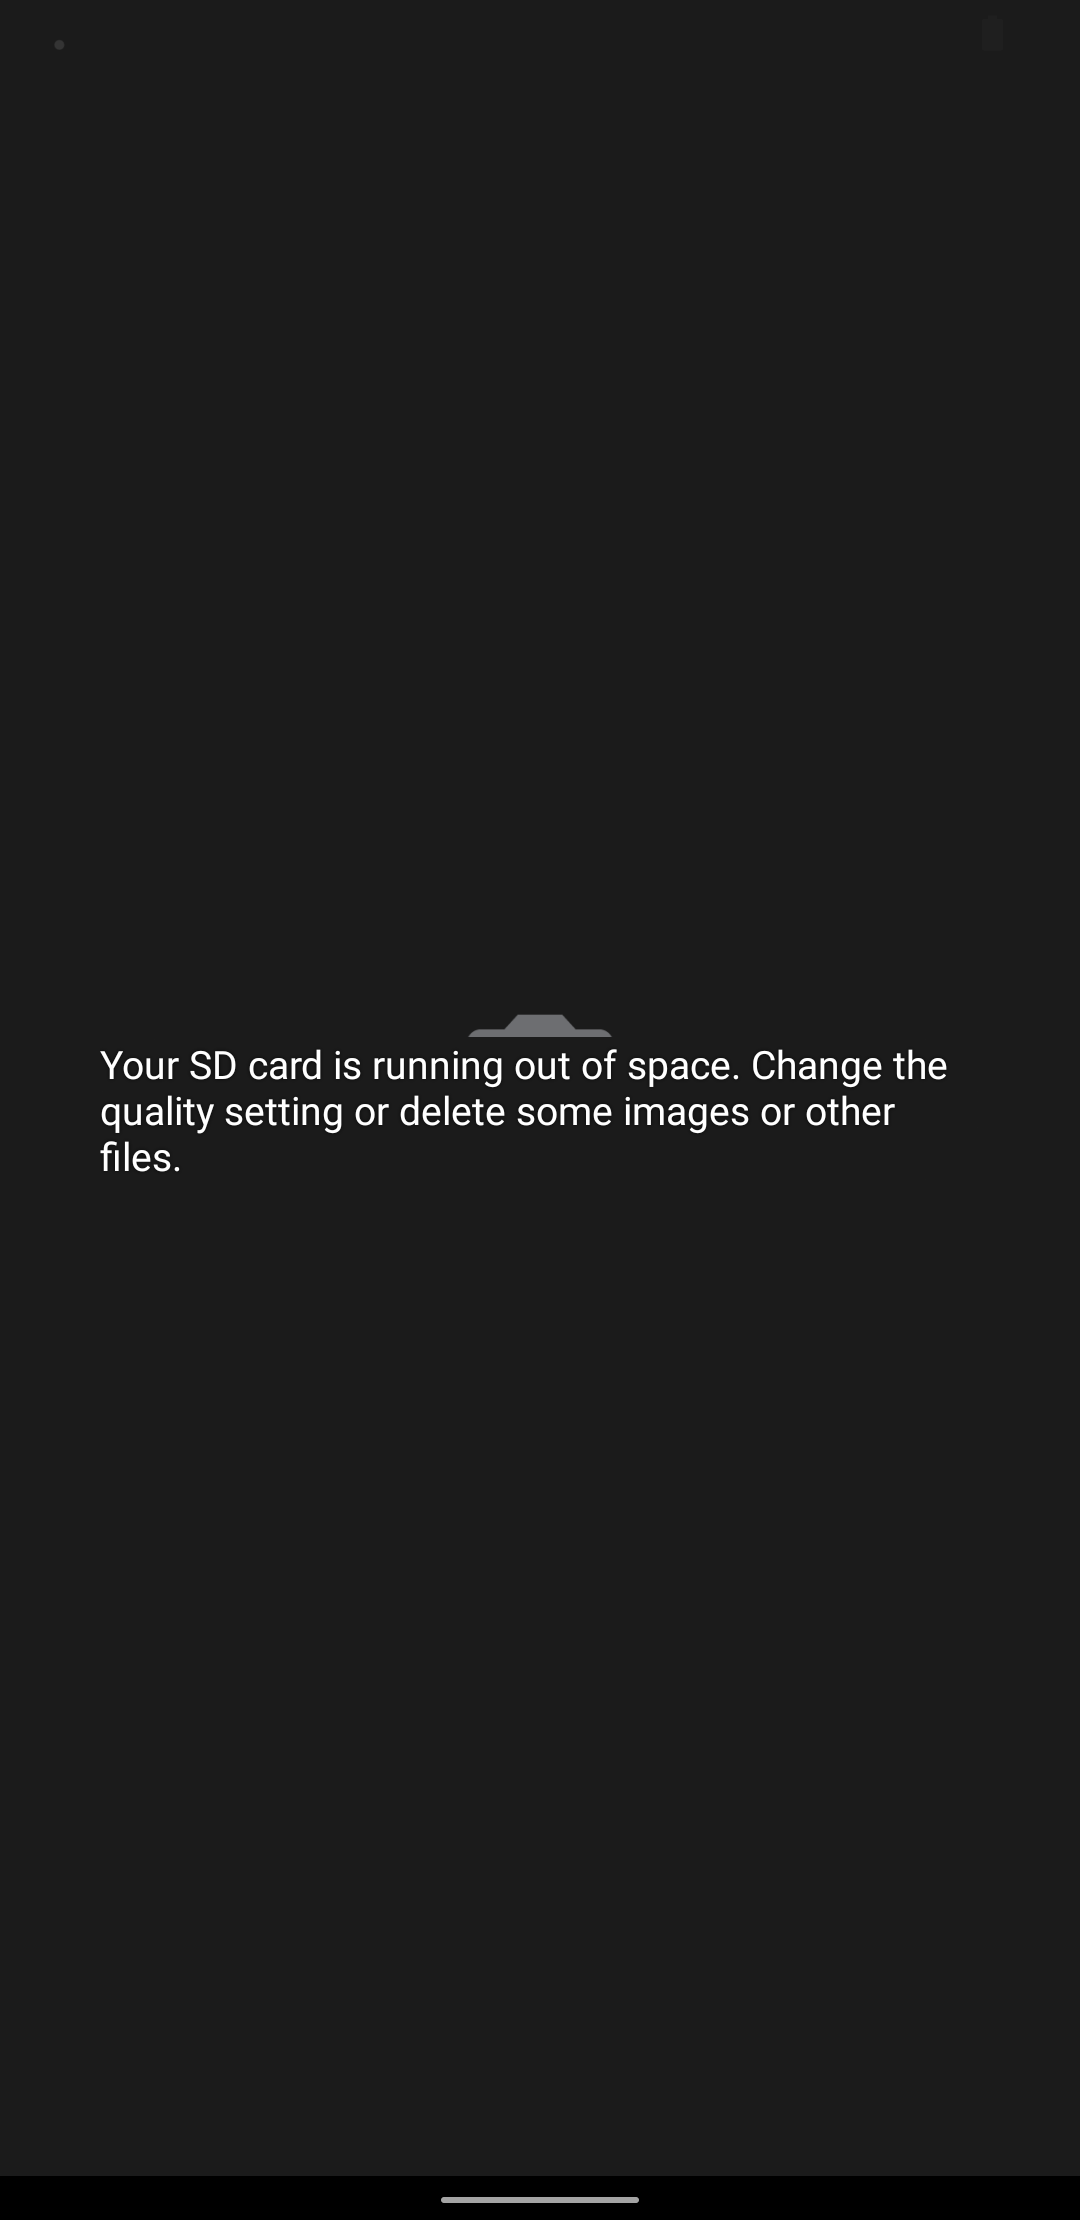 Your SD card is running out of space. Change the
quality setting or delete some images or other
files.